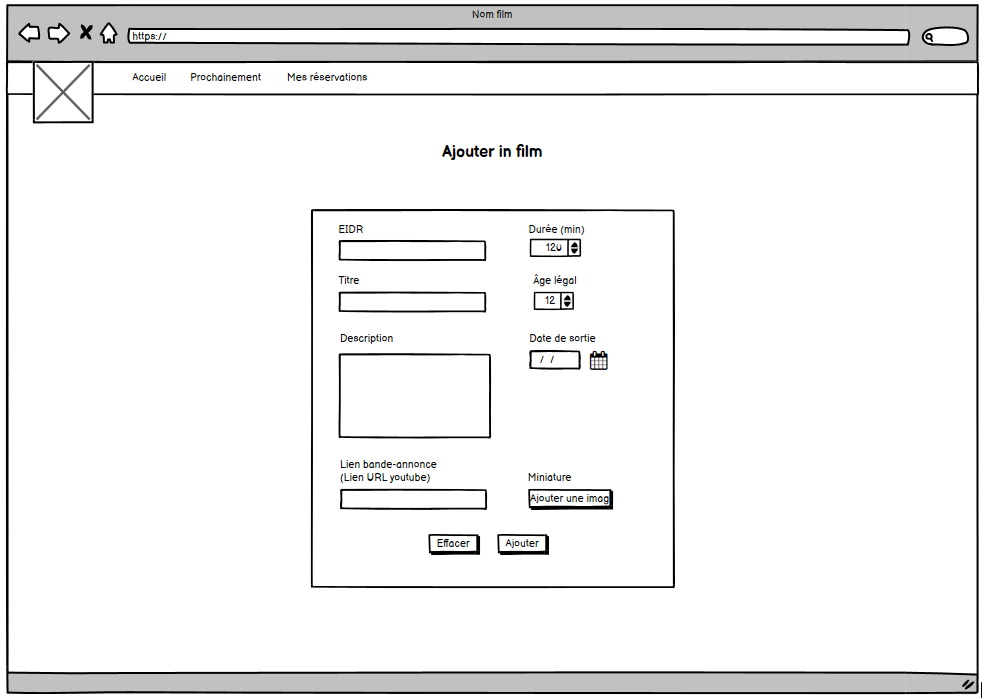 Nom film
https://
Accueil Prochainement Mes réservations
Ajouter in film
EIDR
Durée (min)
120
Titre
Âge légal
12
Description
Date de sortie
/ /
Lien bande-annonce
(Lien URL youtube)
Miniature
Ajouter une imag
Effacer
Ajouter